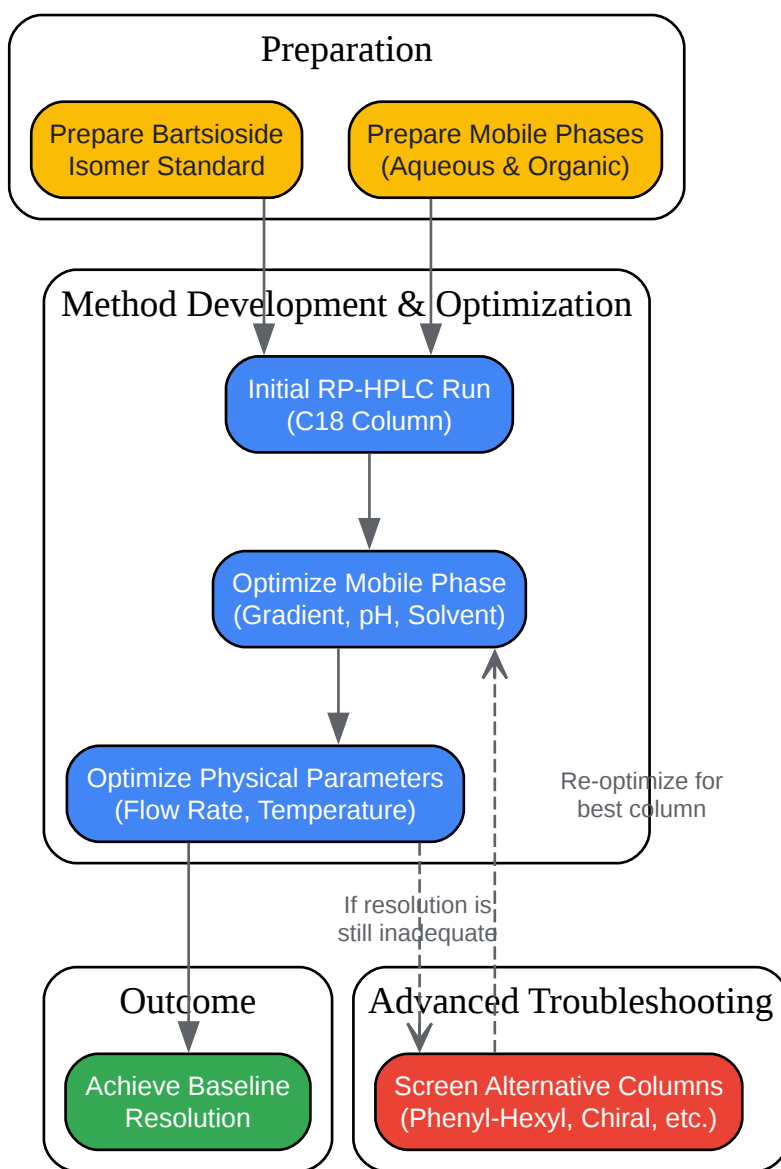 Preparation
Prepare Bartsioside
Isomer Standard
Prepare Mobile Phases
(Aqueous & Organic)
Method Development & Optimization
Initial RP-HPLC Run
(C18 Column)
Optimize Mobile Phase
(Gradient, pH, Solvent)
Optimize Physical Parameters
(Flow Rate, Temperature)
Re-optimize for
best column
If resolution is
still inadequate
Outcome
Achieve Baseline
Resolution
Advanced Troubleshooting
Screen Alternative Columns
(Phenyl-Hexyl, Chiral, etc.)